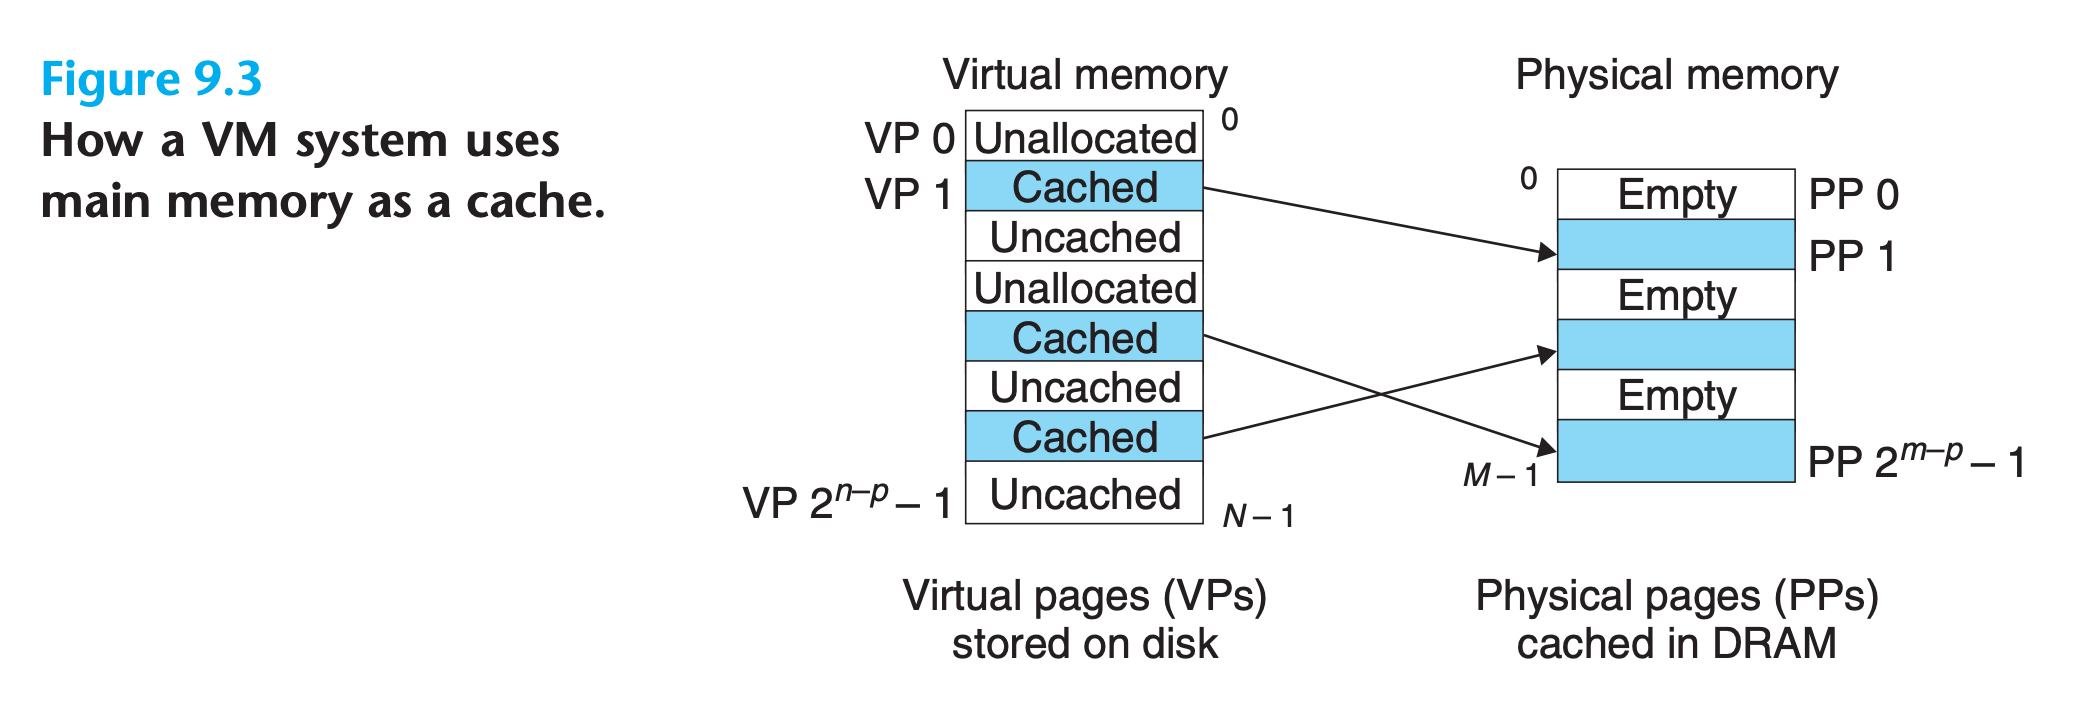 Figure 9.3
How a VM system uses
main memory as a cache.
Virtual memory
Physical memory
VP 0
Unallocated
0
VP 1
Cached
Uncached
Unallocated
Cached
Uncached
Cached
VP 2^{n–p} – 1
Uncached
N – 1
0
Empty
PP 0
PP 1
Empty
Empty
M – 1
PP 2^{m–p} – 1
Virtual pages (VPs)
stored on disk
Physical pages (PPs)
cached in DRAM